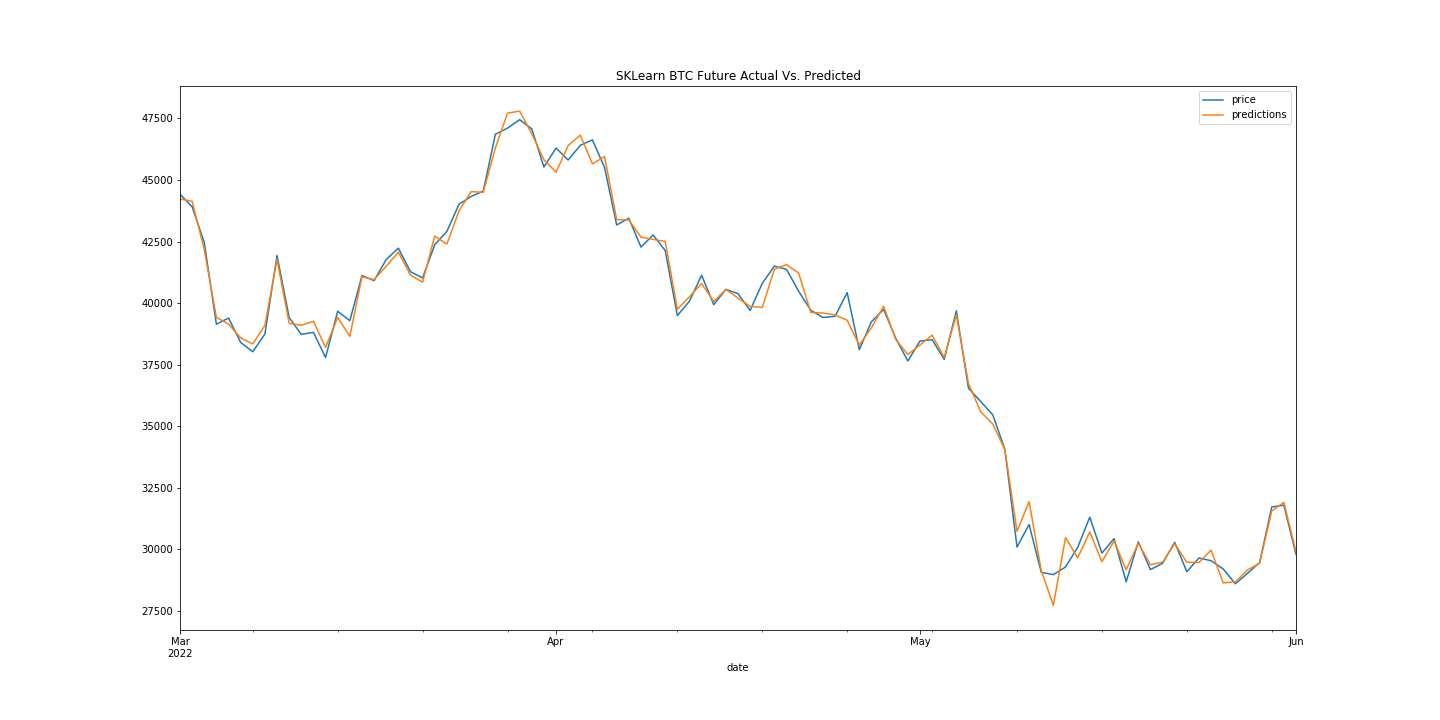 SKLearn BTC Future Actual Vs. Predicted
price
predictions
47500
45000
42500
40000
37500
35000
32500
30000
27500
Mar
2022
Apr
May
Jun
date